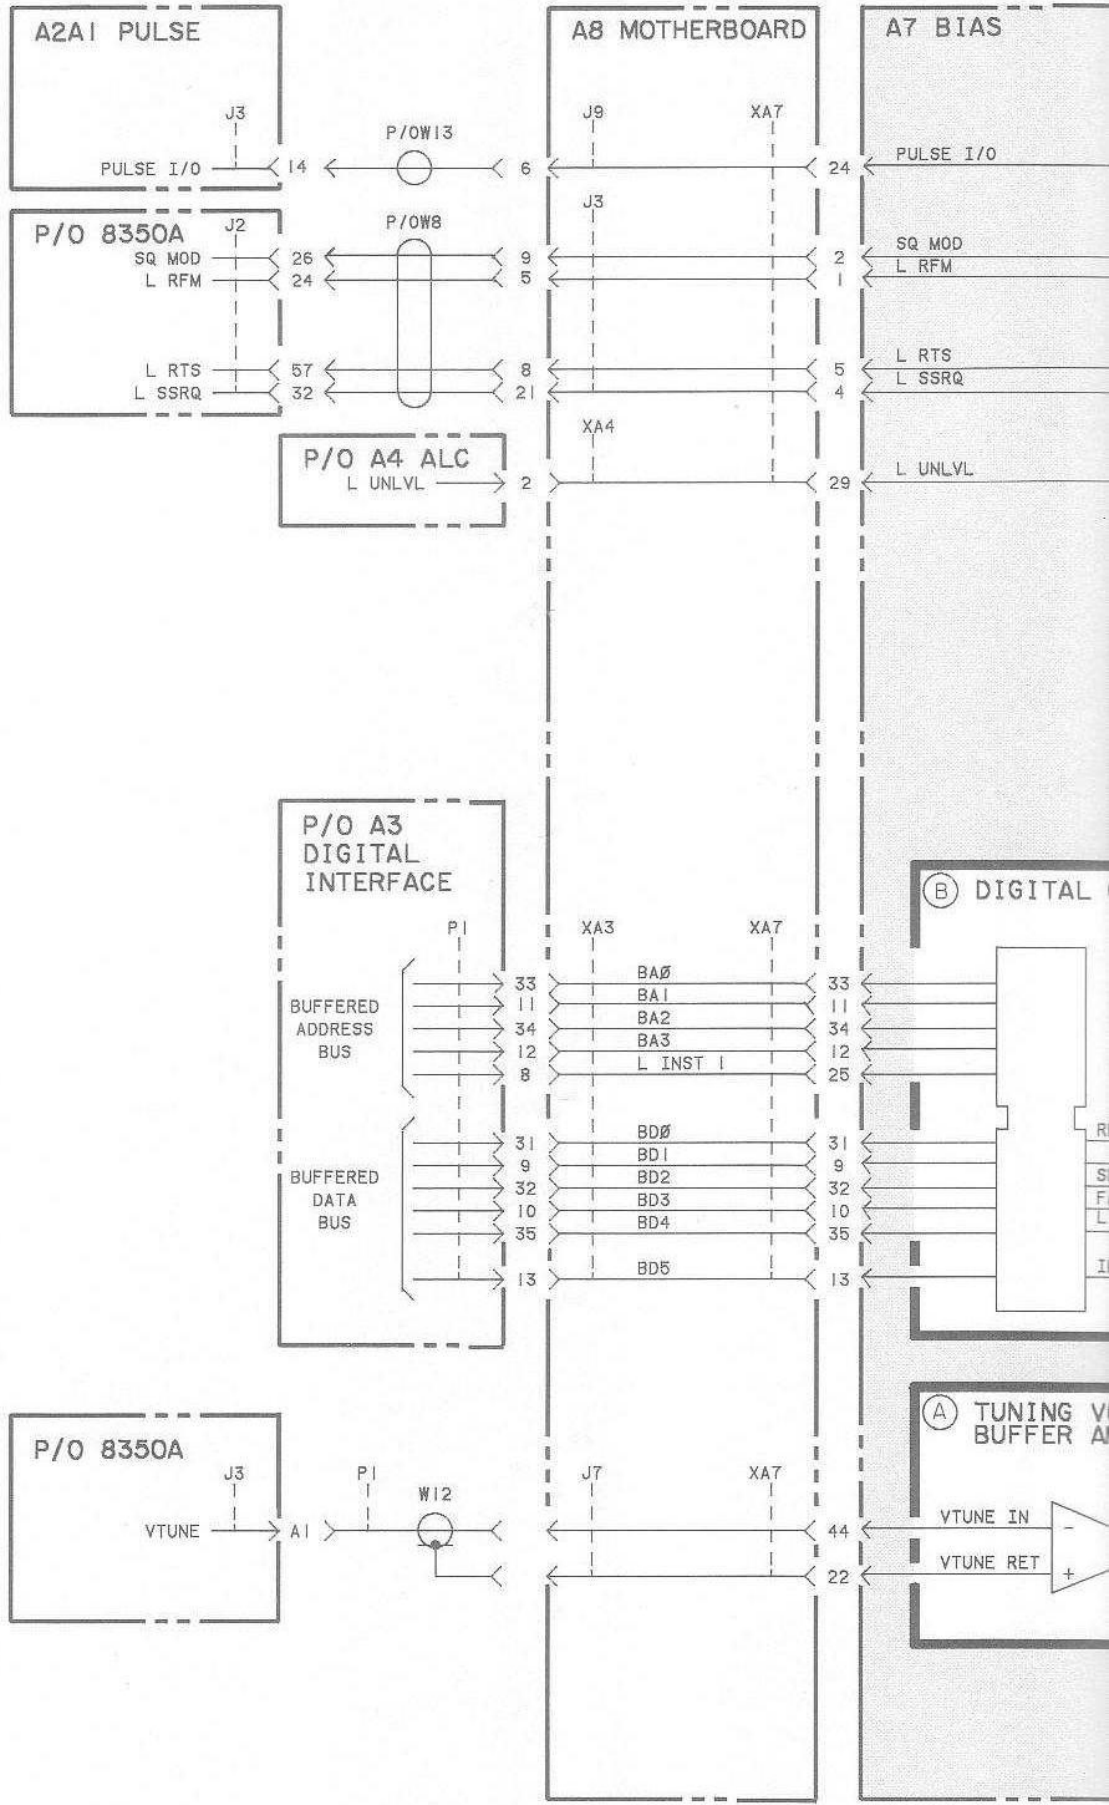 A2A1 PULSE
J3
PULSE I/O
14
P/OW13
6
A8 MOTHERBOARD
J9
XA7
24
A7 BIAS
PULSE I/O
P/O 8350A
J2
SQ MOD
L RFM
L RTS
L SSRQ
26
24
57
32
P/OW8
9
5
8
21
J3
2
1
5
4
SQ MOD
L RFM
L RTS
L SSRQ
P/O A4 ALC
L UNLVL
2
XA4
29
L UNLVL
P/O A3
DIGITAL
INTERFACE
P1
XA3
XA7
BUFFERED
ADDRESS
BUS
33 BAØ 33
11 BA1 11
34 BA2 34
12 BA3 12
8 L INST 1 25
BUFFERED
DATA
BUS
31 BDØ 31
9 BD1 9
32 BD2 32
10 BD3 10
35 BD4 35
13 BD5 13
B DIGITAL
L
P/O 8350A
J3
VTUNE
A1
P1
W12
J7
XA7
44
22
A TUNING
BUFFER
VTUNE IN
-
VTUNE RET
+